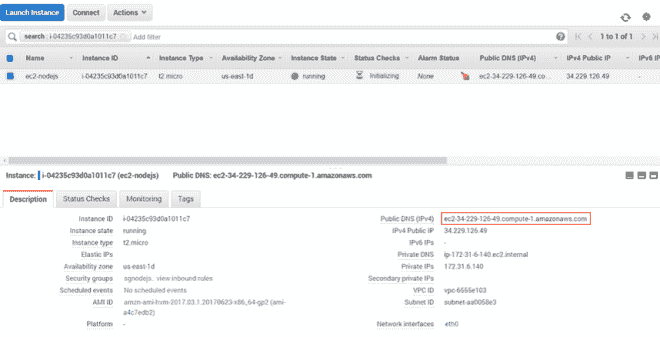 Launch Instance Connect Actions
search : i-04235c93d0a1011c7 Add filter 1 to 1 of 1
Name Instance ID Instance Type Availability Zone Instance State Status Checks Alarm Status Public DNS (IPv4) IPv4 Public IP IPv6 IP
ec2-nodejs i-04235c93d0a1011c7 t2.micro us-east-1d running Initializing None ec2-34-229-126-49.co... 34.229.126.49 -
Instance: i-04235c93d0a1011c7 (ec2-nodejs) Public DNS: ec2-34-229-126-49.compute-1.amazonaws.com
Description Status Checks Monitoring Tags
Instance ID i-04235c93d0a1011c7 Public DNS (IPv4) ec2-34-229-126-49.compute-1.amazonaws.com
Instance state running IPv4 Public IP 34.229.126.49
Instance type t2.micro IPv6 IPs -
Elastic IPs Private DNS ip-172-31-6-140.ec2.internal
Availability zone us-east-1d Private IPs 172.31.6.140
Security groups sgnodejs. view inbound rules Secondary private IPs
Scheduled events No scheduled events VPC ID vpc-6555e103
AMI ID amzn-ami-hvm-2017.03.1.20170623-x86_64-gp2 (ami-a4c7edb2) Subnet ID subnet-aa0058e3
Platform - Network interfaces eth0